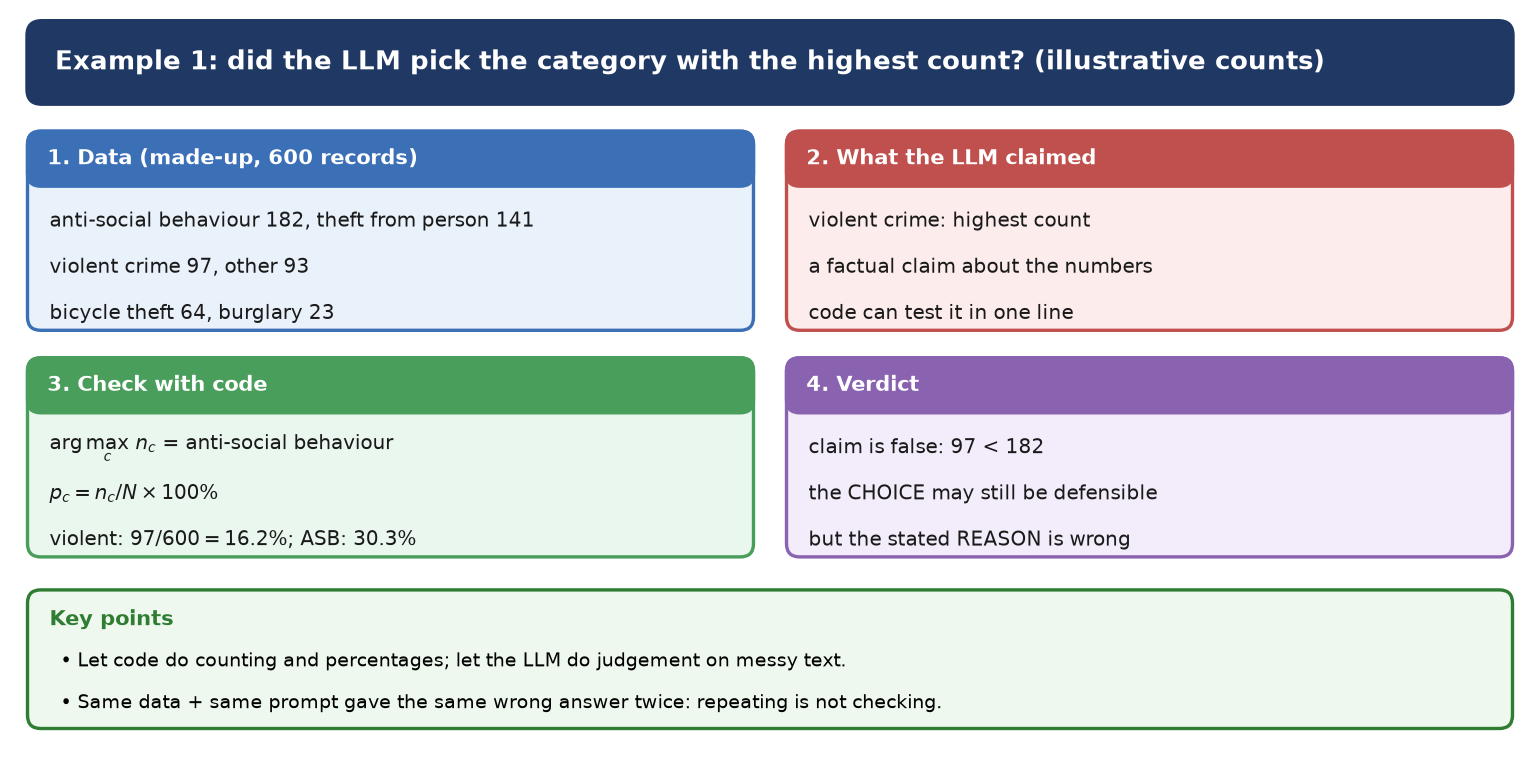 Example 1: did the LLM pick the category with the highest count? (illustrative counts)
1. Data (made-up, 600 records)
anti-social behaviour 182, theft from person 141
violent crime 97, other 93
bicycle theft 64, burglary 23
2. What the LLM claimed
violent crime: highest count
a factual claim about the numbers
code can test it in one line
3. Check with code
arg max_c n_c = anti-social behaviour
p_c = n_c/N × 100%
violent: 97/600 = 16.2%; ASB: 30.3%
4. Verdict
claim is false: 97 < 182
the CHOICE may still be defensible
but the stated REASON is wrong
Key points
• Let code do counting and percentages; let the LLM do judgement on messy text.
• Same data + same prompt gave the same wrong answer twice: repeating is not checking.